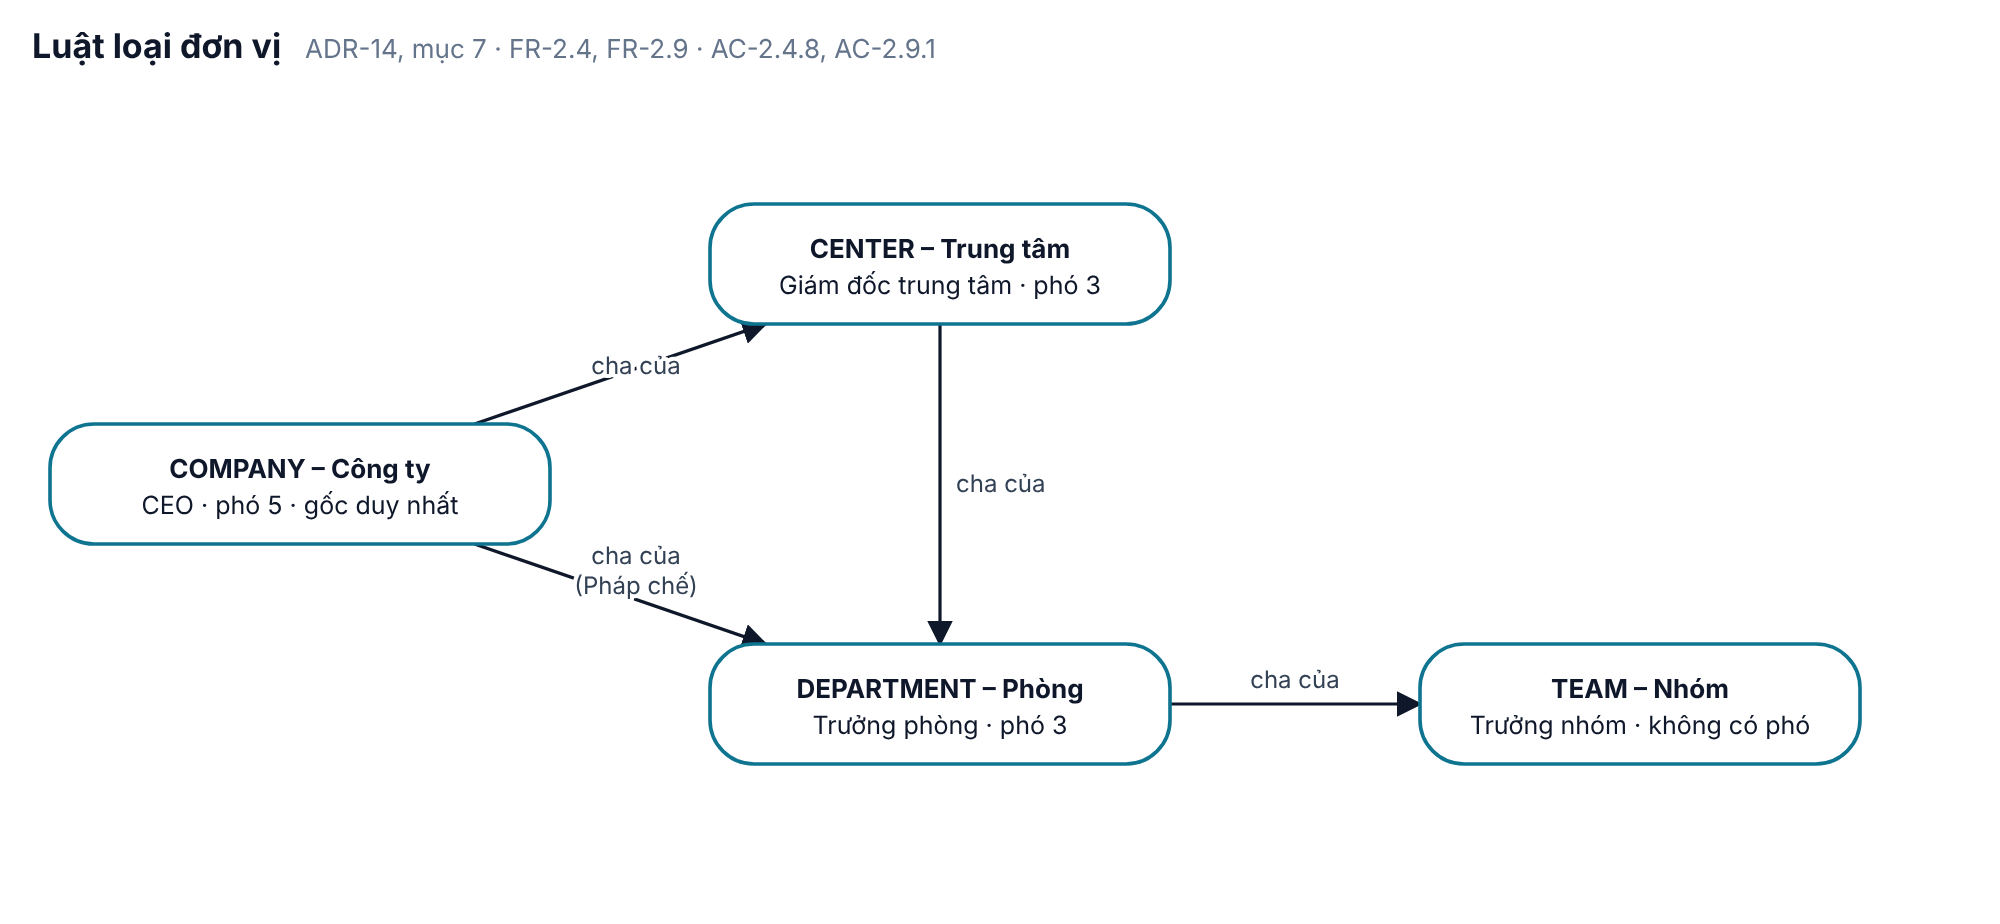 Luật loại đơn vị ADR-14, mục 7 · FR-2.4, FR-2.9 · AC-2.4.8, AC-2.9.1
CENTER – Trung tâm
Giám đốc trung tâm · phó 3
cha của
COMPANY – Công ty
CEO · phó 5 · gốc duy nhất
cha của
cha của
(Pháp chế)
DEPARTMENT – Phòng
Trưởng phòng · phó 3
cha của
TEAM – Nhóm
Trưởng nhóm · không có phó